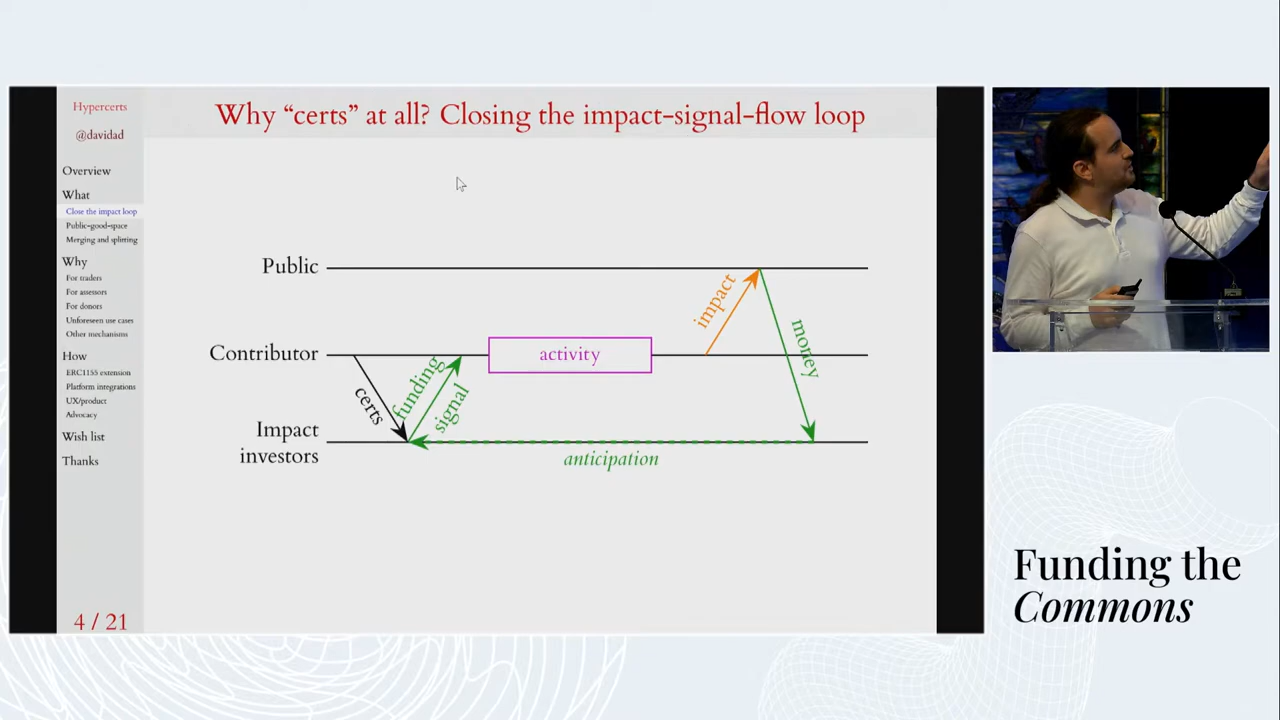 Hypercerts
@davidad
Overview
What
Close the impact loop
Public-good-space
Merging and splitting
Why
For traders
For assessors
For donors
Unforeseen use cases
Other mechanisms
How
ERC1155 extension
Platform integrations
UX/product
Advocacy
Wish list
Thanks
4 / 21
Why “certs” at all? Closing the impact-signal-flow loop
Public
Contributor
Impact
investors
certs
funding
signal
activity
impact
money
anticipation
Funding the
Commons